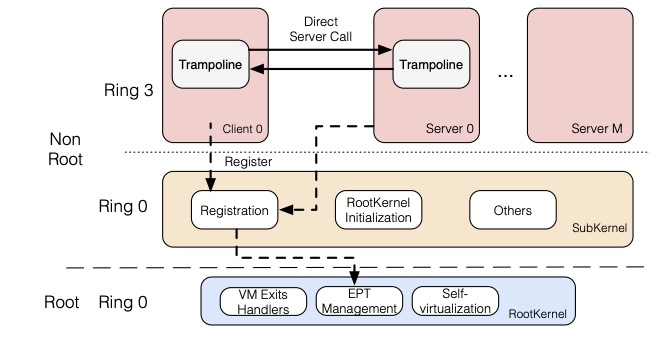 Direct
Server Call
Trampoline
Trampoline
...
Ring 3
Client 0
Server 0
Server M
Non
Root
Register
Ring 0
Registration
RootKernel
Initialization
Others
SubKernel
Root
Ring 0
VM Exits
Handlers
EPT
Management
Self-
virtualization
RootKernel